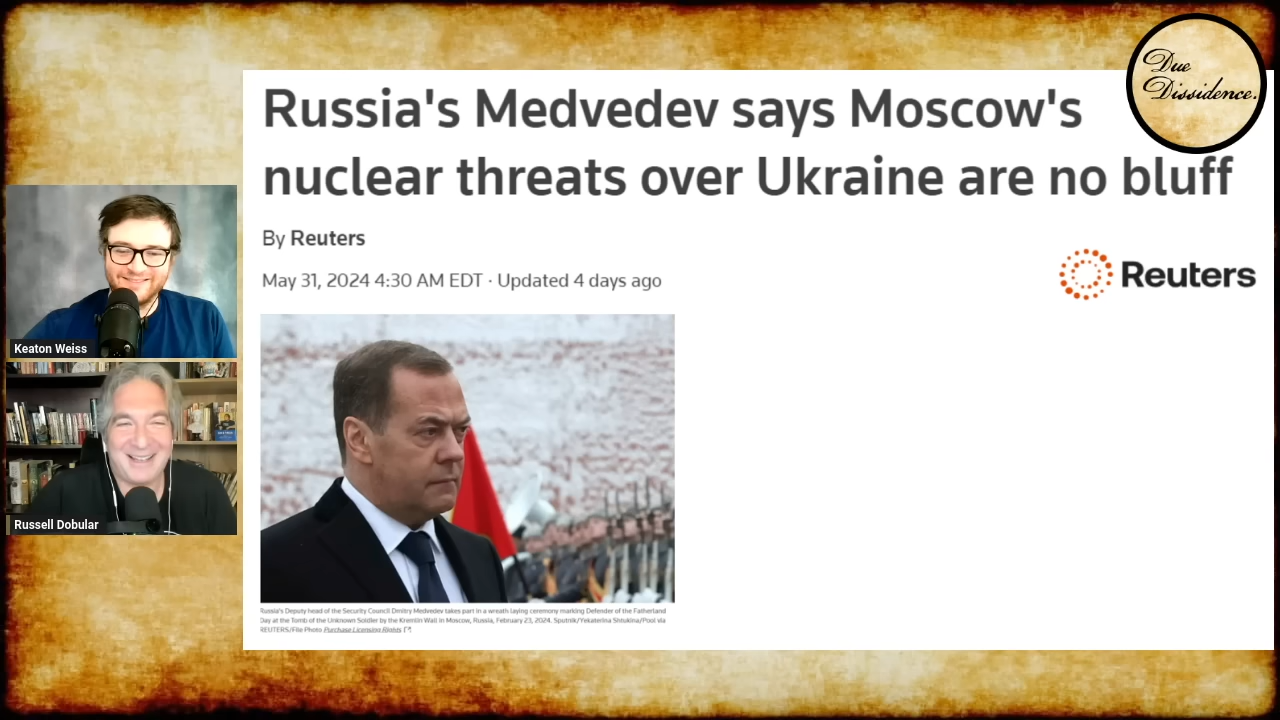 Due
Dissidence.
Russia's Medvedev says Moscow's
nuclear threats over Ukraine are no bluff
By Reuters
May 31, 2024 4:30 AM EDT · Updated 4 days ago
Reuters
Keaton Weiss
Russell Dobular
Russia's Deputy head of the Security Council Dmitry Medvedev takes part in a wreath laying ceremony marking Defender of the Fatherland
Day at the Tomb of the Unknown Soldier by the Kremlin Wall in Moscow, Russia, February 23, 2024. Sputnik/Yekaterina Shtukina/Pool via
REUTERS/File Photo Purchase Licensing Rights